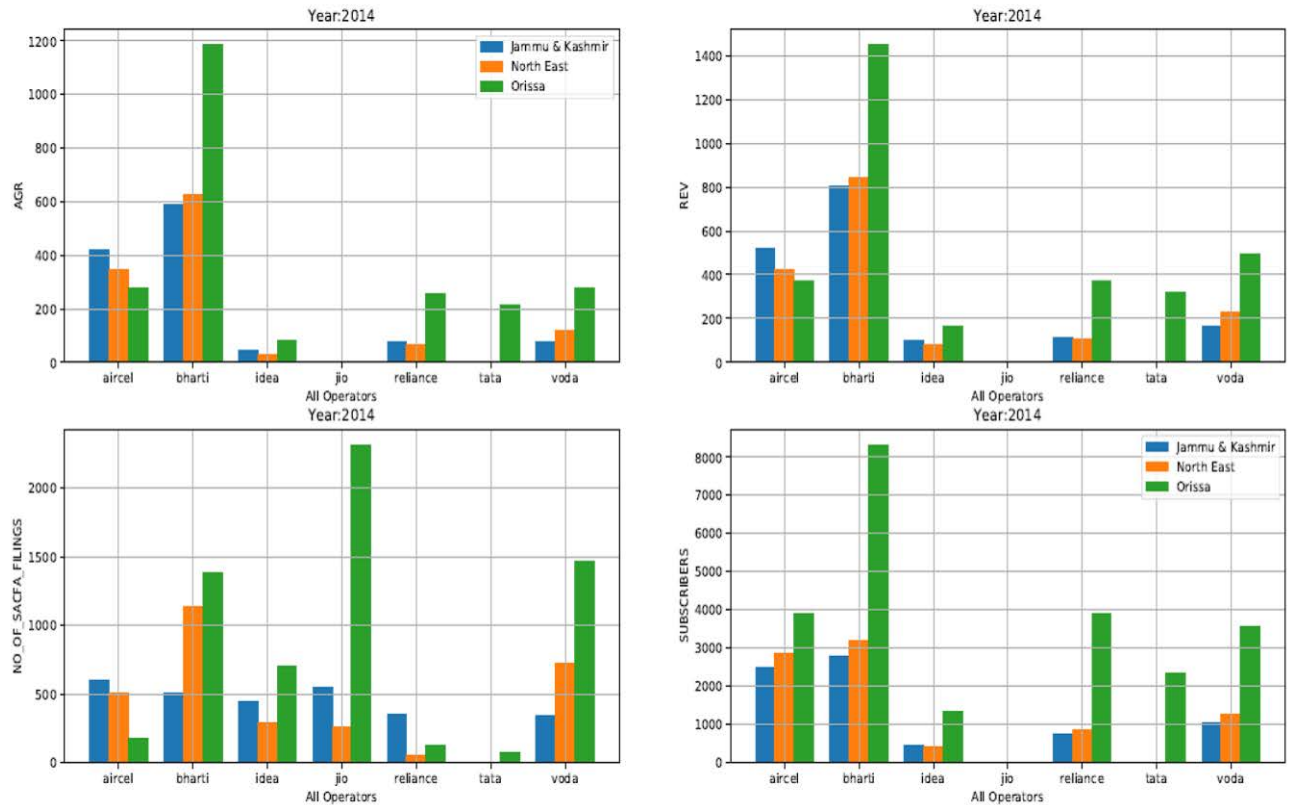 Year:2014
AGR
1200
1000
800
600
400
200
0
Jammu & Kashmir
North East
Orissa
aircel bharti idea jio reliance tata voda
All Operators
Year:2014
REV
1400
1200
1000
800
600
400
200
0
aircel bharti idea jio reliance tata voda
All Operators
Year:2014
NO_OF_SACFA_FILINGS
2000
1500
1000
500
0
aircel bharti idea jio reliance tata voda
All Operators
Year:2014
SUBSCRIBERS
8000
7000
6000
5000
4000
3000
2000
1000
0
Jammu & Kashmir
North East
Orissa
aircel bharti idea jio reliance tata voda
All Operators